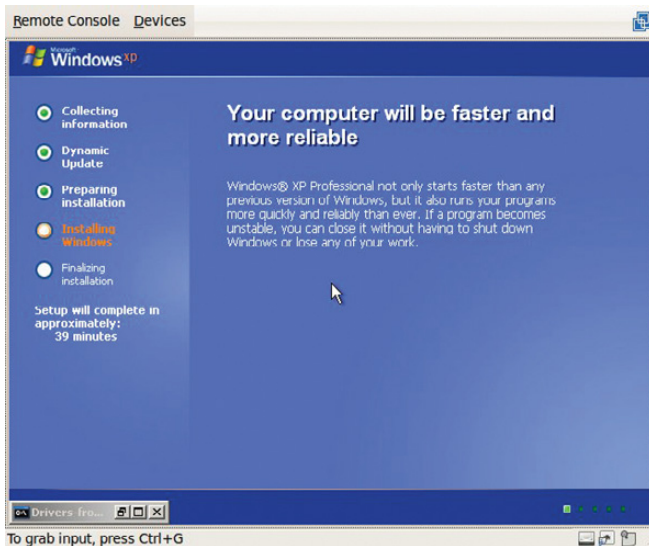 Remote Console Devices
Microsoft
Windows xp
Collecting
information
Dynamic
Update
Preparing
installation
Installing
Windows
Finalizing
installation
Setup will complete in
approximately:
39 minutes
Your computer will be faster and
more reliable
Windows® XP Professional not only starts faster than any
previous version of Windows, but it also runs your programs
more quickly and reliably than ever. If a program becomes
unstable, you can close it without having to shut down
Windows or lose any of your work.
Drivers fro...
To grab input, press Ctrl+G